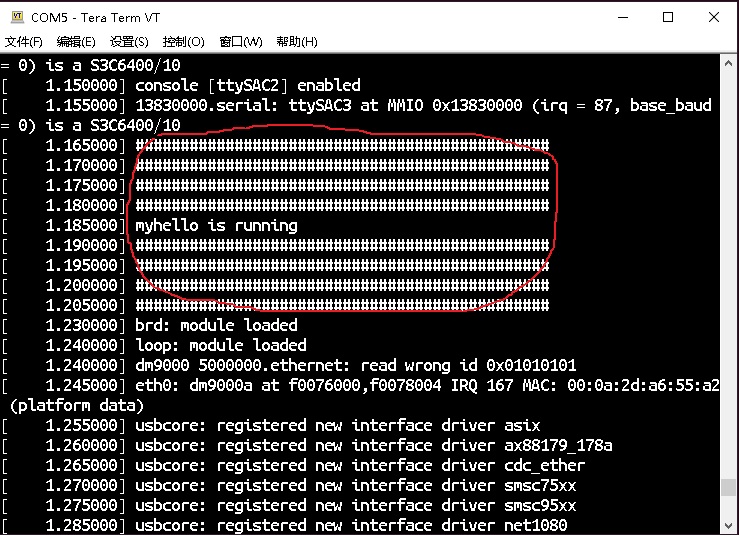 COM5 - Tera Term VT
文件(F) 编辑(E) 设置(S) 控制(O) 窗口(W) 帮助(H)
= 0) is a S3C6400/10
[    1.150000] console [ttySAC2] enabled
[    1.155000] 13830000.serial: ttySAC3 at MMIO 0x13830000 (irq = 87, base_baud
= 0) is a S3C6400/10
[    1.165000] ##############################################
[    1.170000] ##############################################
[    1.175000] ##############################################
[    1.180000] ##############################################
[    1.185000] myhello is running
[    1.190000] ##############################################
[    1.195000] ##############################################
[    1.200000] ##############################################
[    1.205000] ##############################################
[    1.230000] brd: module loaded
[    1.240000] loop: module loaded
[    1.240000] dm9000 5000000.ethernet: read wrong id 0x01010101
[    1.245000] eth0: dm9000a at f0076000,f0078004 IRQ 167 MAC: 00:0a:2d:a6:55:a2
(platform data)
[    1.255000] usbcore: registered new interface driver asix
[    1.260000] usbcore: registered new interface driver ax88179_178a
[    1.265000] usbcore: registered new interface driver cdc_ether
[    1.270000] usbcore: registered new interface driver smsc75xx
[    1.275000] usbcore: registered new interface driver smsc95xx
[    1.285000] usbcore: registered new interface driver net1080